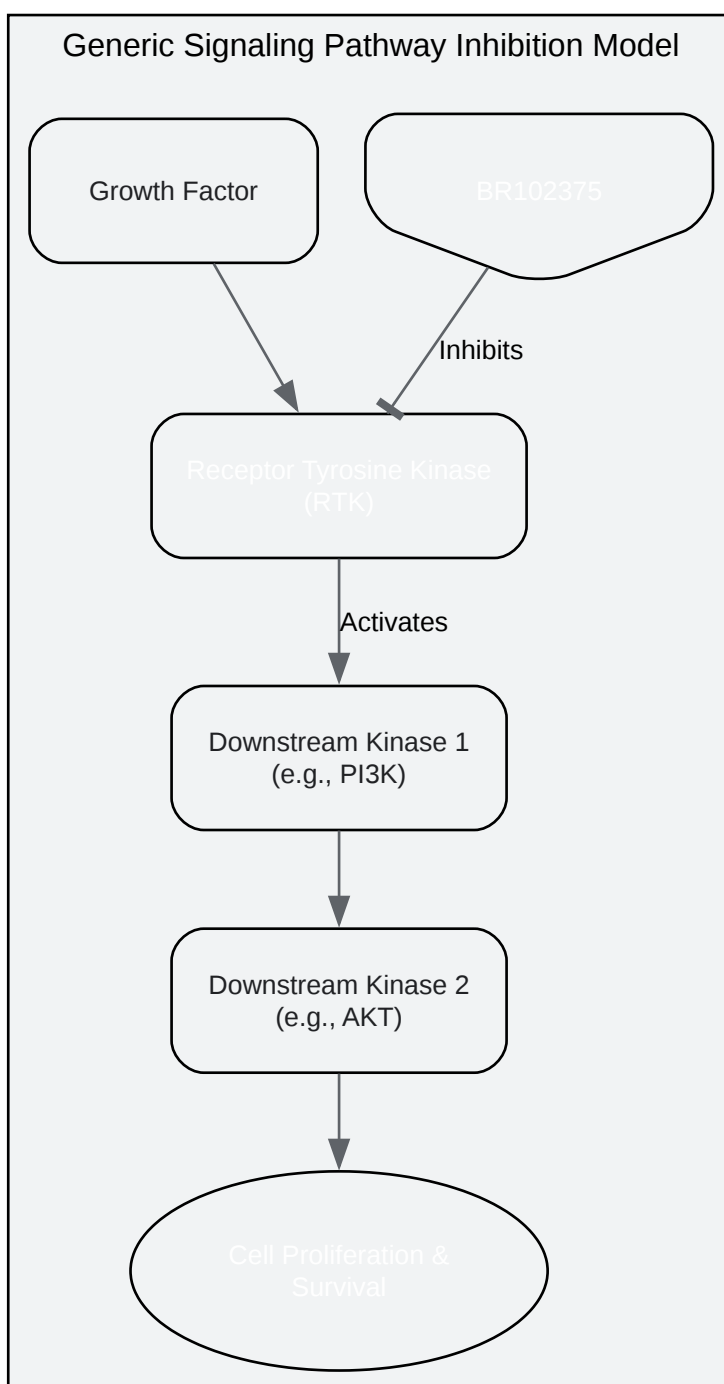 Generic Signaling Pathway Inhibition Model
Growth Factor
BR102375
Inhibits
Receptor Tyrosine Kinase
(RTK)
Activates
Downstream Kinase 1
(e.g., PI3K)
Downstream Kinase 2
(e.g., AKT)
Cell Proliferation &
Survival